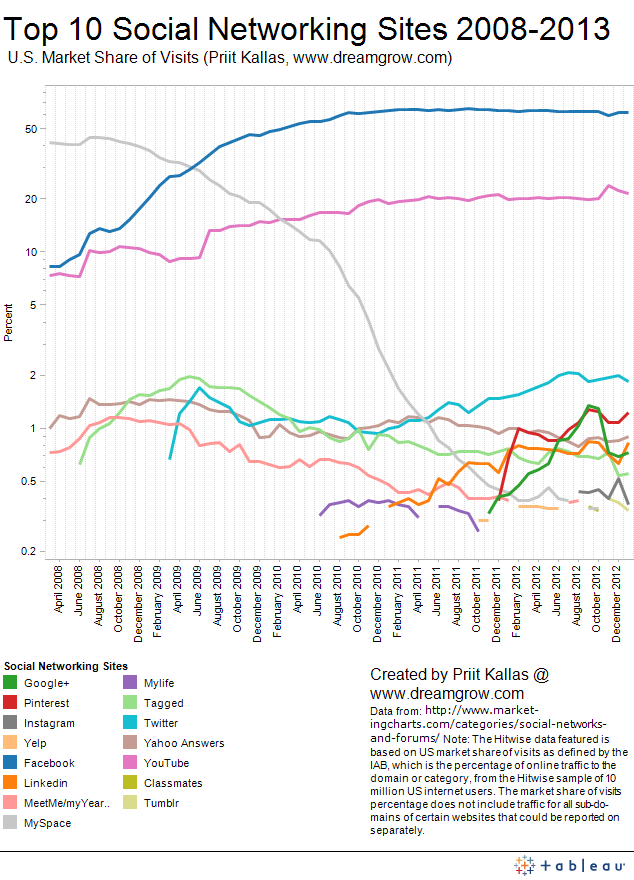 Top 10 Social Networking Sites 2008-2013
U.S. Market Share of Visits (Priit Kallas, www.dreamgrow.com)
50
20
10
5
2
1
0.5
0.2
Percent
April 2008
June 2008
August 2008
October 2008
December 2008
February 2009
April 2009
June 2009
August 2009
October 2009
December 2009
February 2010
April 2010
June 2010
August 2010
October 2010
December 2010
February 2011
April 2011
June 2011
August 2011
October 2011
December 2011
February 2012
April 2012
June 2012
August 2012
October 2012
December 2012
Social Networking Sites
Google+
Pinterest
Instagram
Yelp
Facebook
Linkedin
MeetMe/myYear..
MySpace
Mylife
Tagged
Twitter
Yahoo Answers
YouTube
Classmates
Tumblr
Created by Priit Kallas @
www.dreamgrow.com
Data from: http://www.market-
ingcharts.com/categories/social-networks-
and-forums/ Note: The Hitwise data featured is
based on US market share of visits as defined by the
IAB, which is the percentage of online traffic to the
domain or category, from the Hitwise sample of 10
million US internet users. The market share of visits
percentage does not include traffic for all sub-do-
mains of certain websites that could be reported on
separately.
tableau